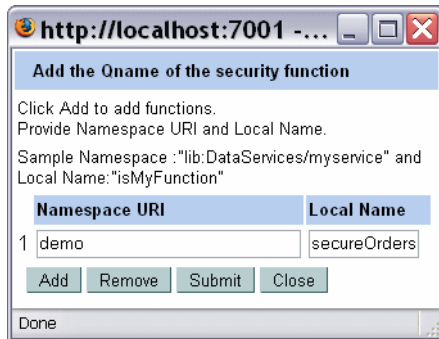 http://localhost:7001 -...
Add the Qname of the security function
Click Add to add functions.
Provide Namespace URI and Local Name.
Sample Namespace :"lib:DataServices/myservice" and
Local Name:"isMyFunction"
Namespace URI Local Name
1 demo secureOrders
Add Remove Submit Close
Done